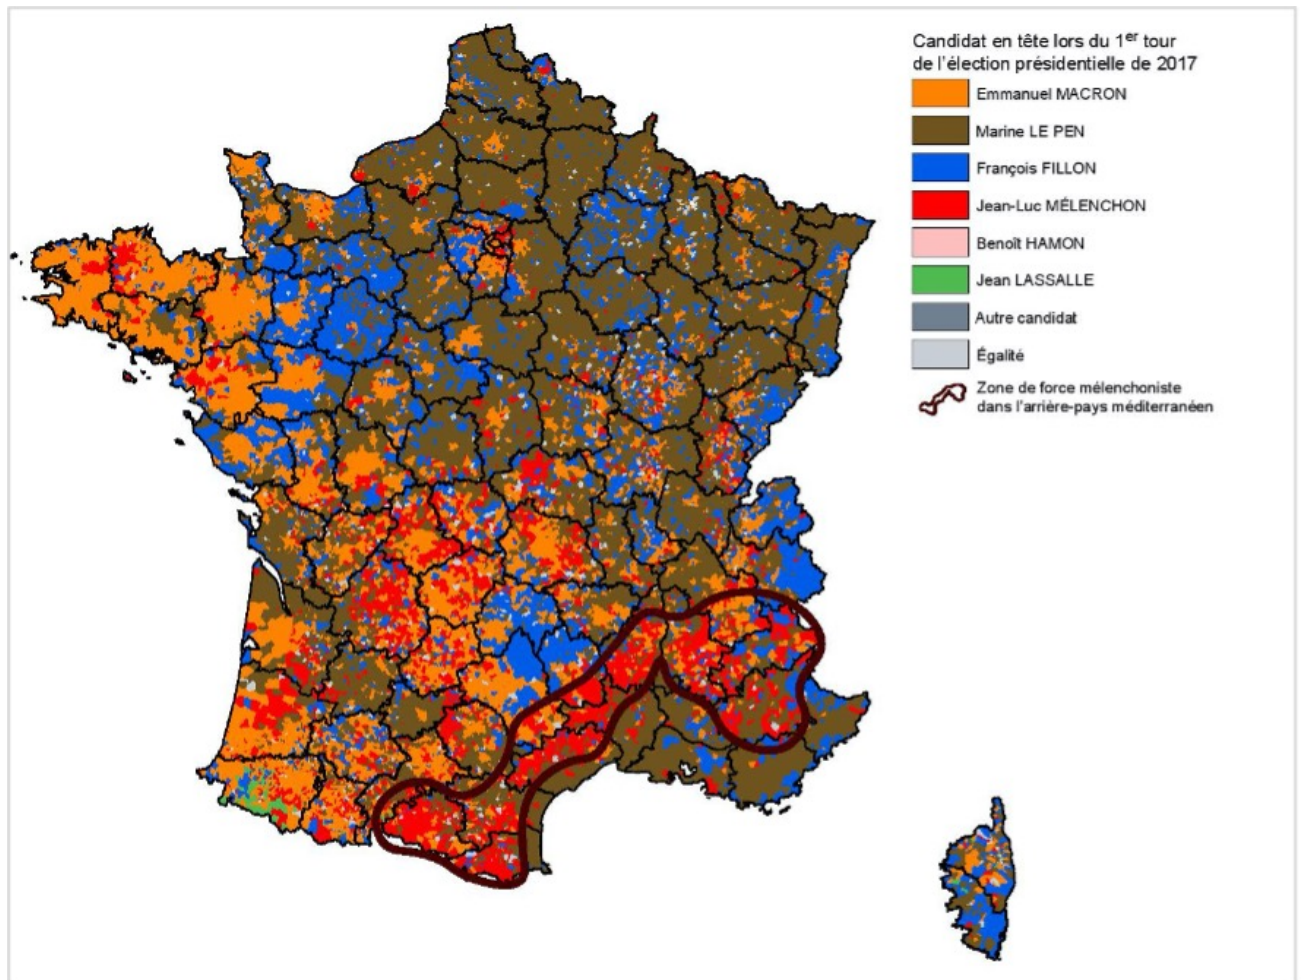 Candidat en tête lors du 1er tour
de l'élection présidentielle de 2017
Emmanuel MACRON
Marine LE PEN
François FILLON
Jean-Luc MÉLENCHON
Benoît HAMON
Jean LASSALLE
Autre candidat
Égalité
Zone de force mélenchoniste
dans l'arrière-pays méditerranéen